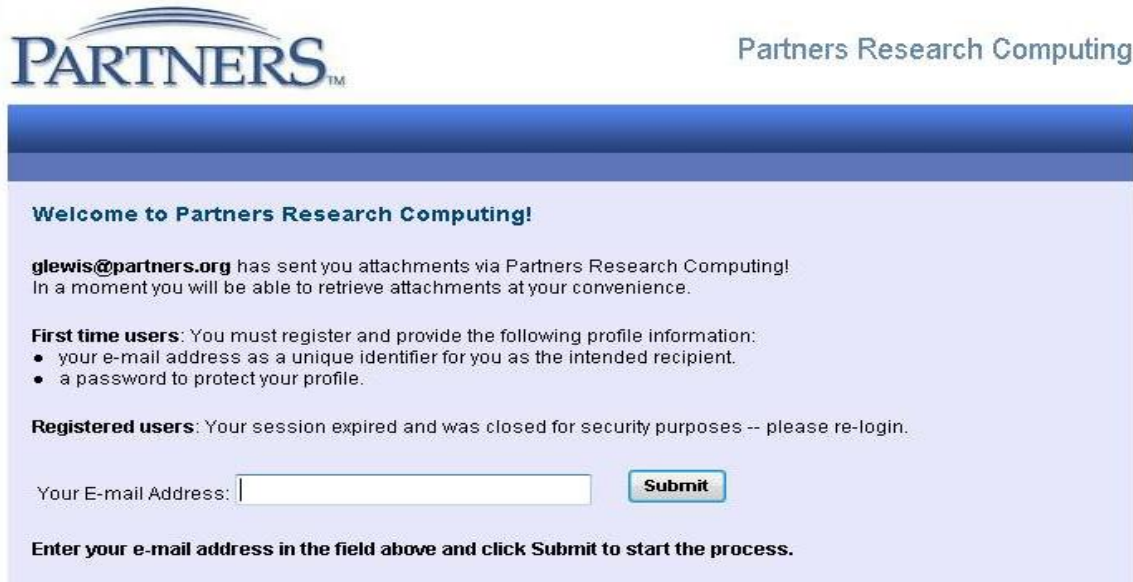 PARTNERS™
Partners Research Computing
Welcome to Partners Research Computing!
glewis@partners.org has sent you attachments via Partners Research Computing!
In a moment you will be able to retrieve attachments at your convenience.
First time users: You must register and provide the following profile information:
● your e-mail address as a unique identifier for you as the intended recipient.
● a password to protect your profile.
Registered users: Your session expired and was closed for security purposes -- please re-login.
Your E-mail Address:
Submit
Enter your e-mail address in the field above and click Submit to start the process.